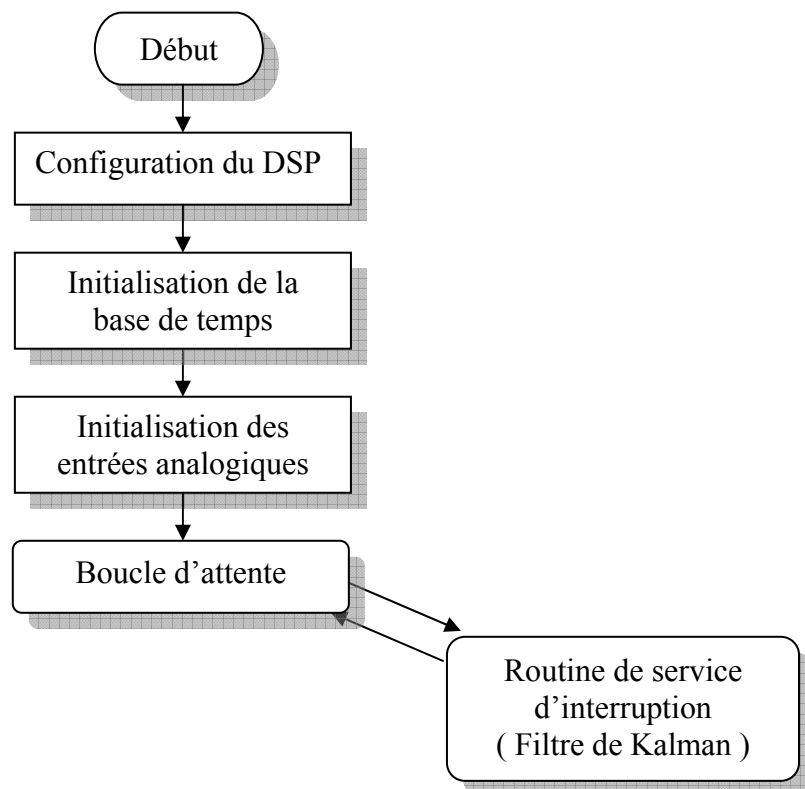 Début
Configuration du DSP
Initialisation de la
base de temps
Initialisation des
entrées analogiques
Boucle d’attente
Routine de service
d’interruption
( Filtre de Kalman )